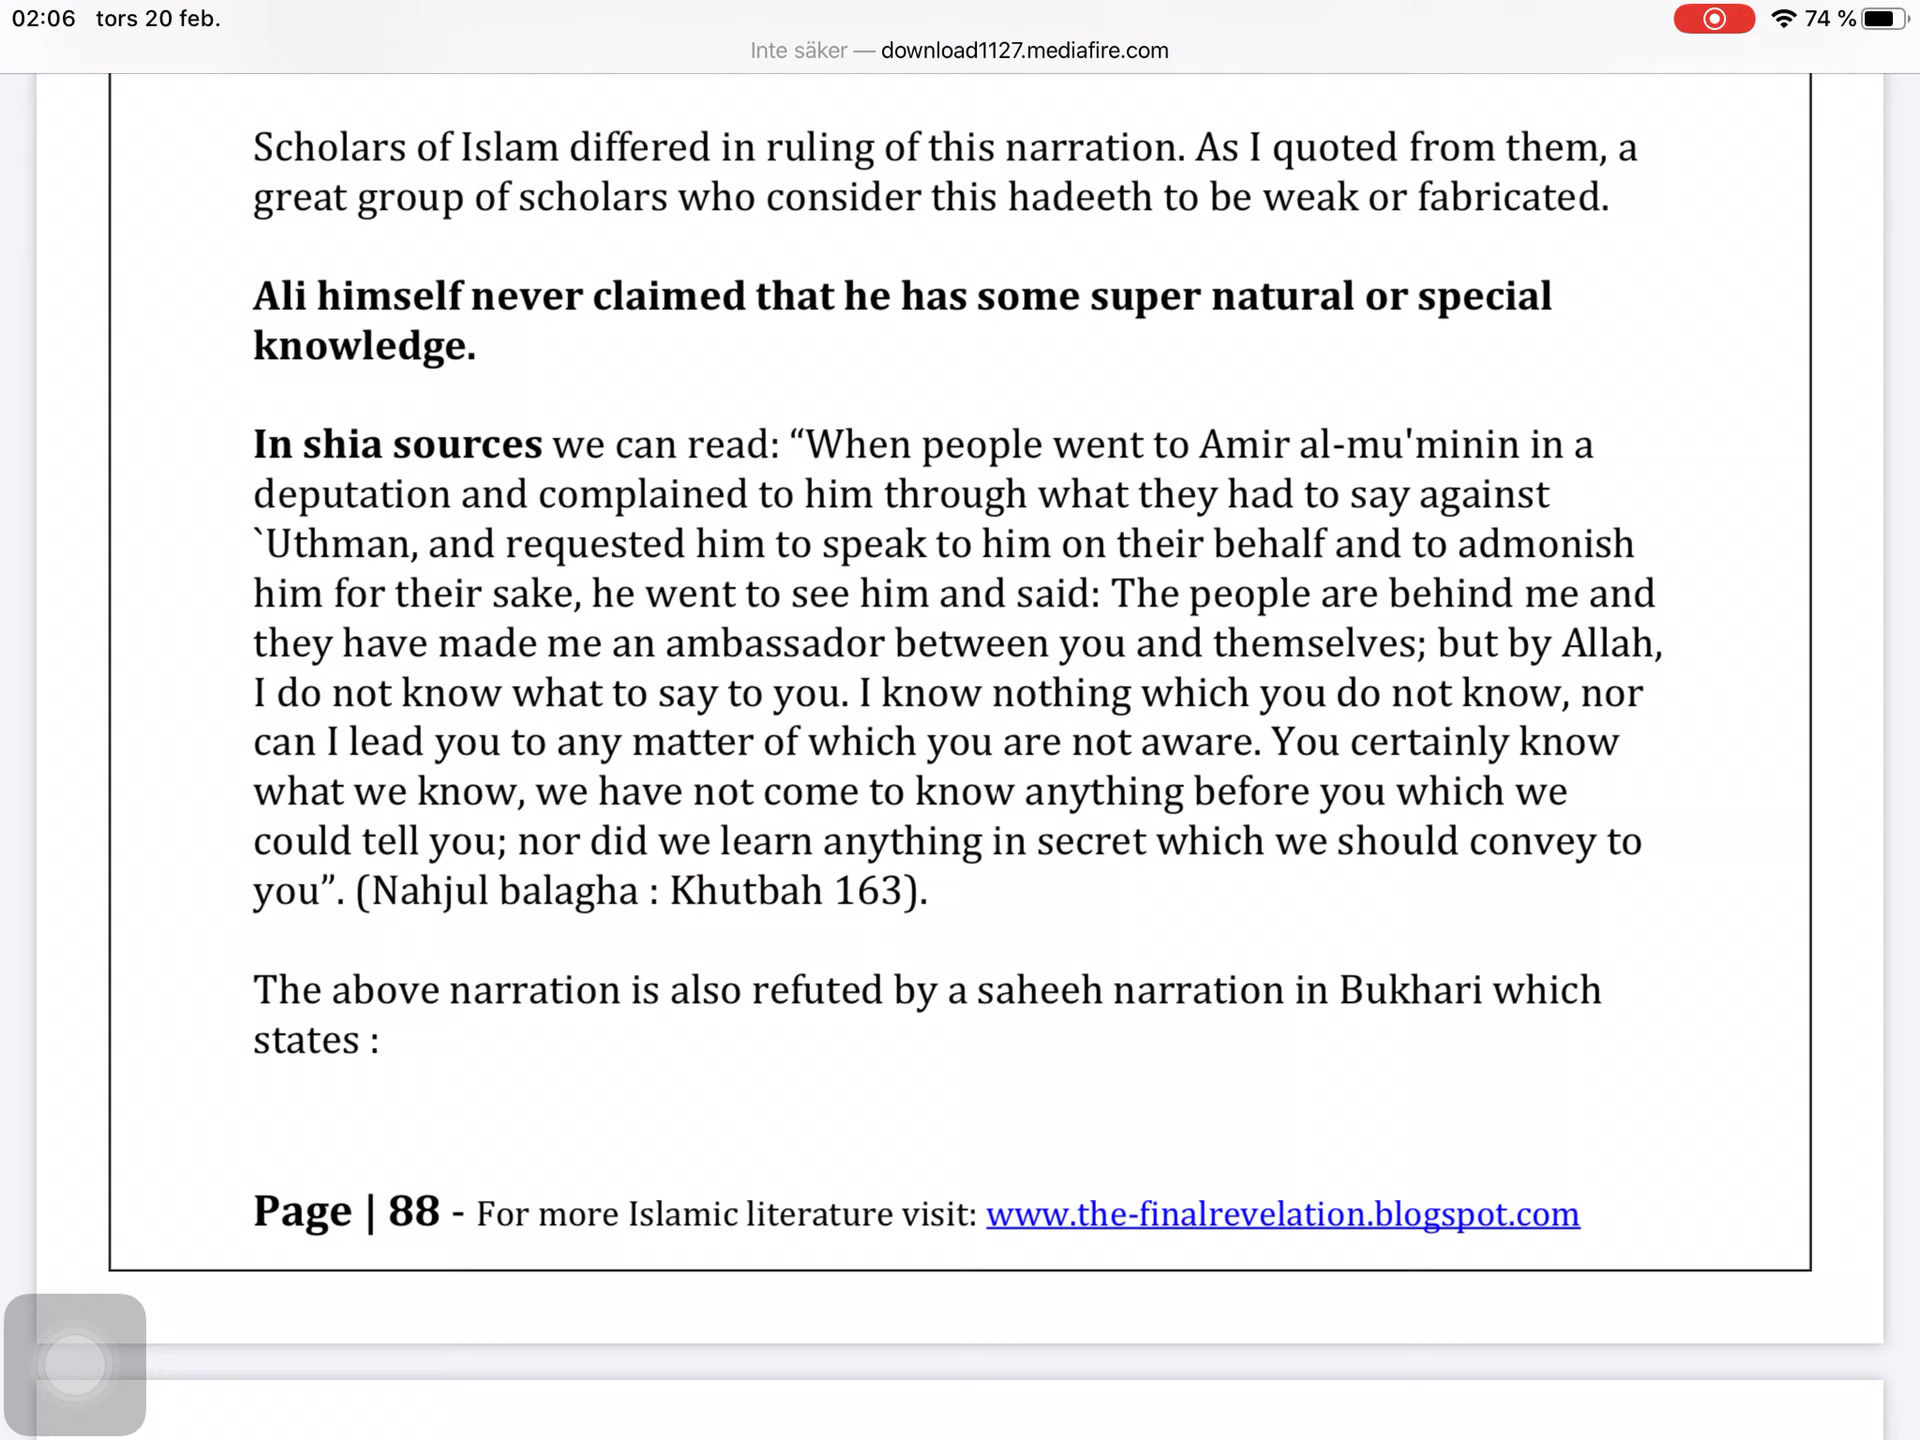 02:06 tors 20 feb.
74 %
Inte säker — download1127.mediafire.com
Scholars of Islam differed in ruling of this narration. As I quoted from them, a
great group of scholars who consider this hadeeth to be weak or fabricated.
Ali himself never claimed that he has some super natural or special
knowledge.
In shia sources we can read: “When people went to Amir al-mu'minin in a
deputation and complained to him through what they had to say against
`Uthman, and requested him to speak to him on their behalf and to admonish
him for their sake, he went to see him and said: The people are behind me and
they have made me an ambassador between you and themselves; but by Allah,
I do not know what to say to you. I know nothing which you do not know, nor
can I lead you to any matter of which you are not aware. You certainly know
what we know, we have not come to know anything before you which we
could tell you; nor did we learn anything in secret which we should convey to
you”. (Nahjul balagha : Khutbah 163).
The above narration is also refuted by a saheeh narration in Bukhari which
states :
Page | 88 - For more Islamic literature visit: www.the-finalrevelation.blogspot.com